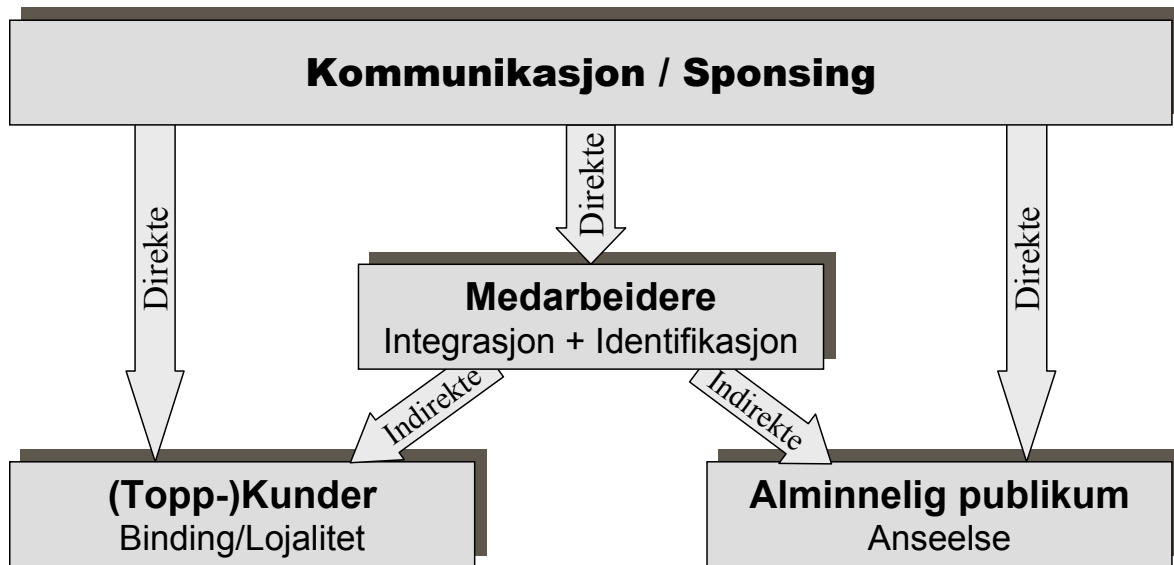 Kommunikasjon / Sponsing
Direkte
Direkte
Direkte
Medarbeidere
Integrasjon + Identifikasjon
Indirekte
Indirekte
(Topp-)Kunder
Binding/Lojalitet
Alminnelig publikum
Anseelse